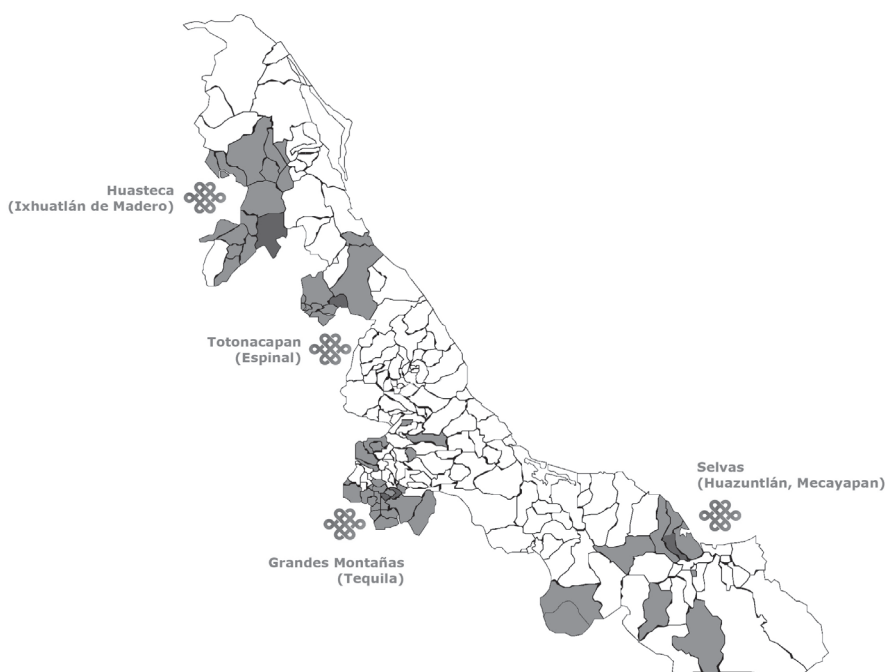 Huasteca
(Ixhuatlán de Madero)
Totonacapan
(Espinal)
Selvas
(Huazuntlán, Mecayapan)
Grandes Montañas
(Tequila)